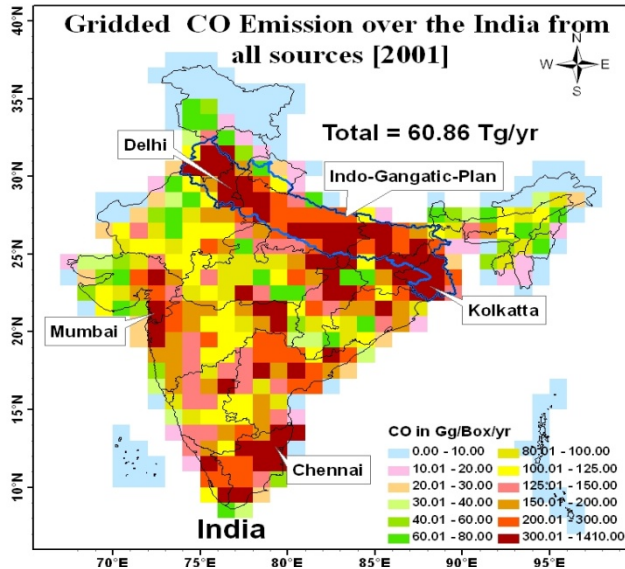 Gridded CO Emission over the India from
all sources [2001]
N
W E
S
35°N
30°N
25°N
20°N
15°N
10°N
Total = 60.86 Tg/yr
Delhi
Indo-Gangatic-Plan
Kolkatta
Mumbai
Chennai
India
CO in Gg/Box/yr
0.00 - 10.00
10.01 - 20.00
20.01 - 30.00
30.01 - 40.00
40.01 - 60.00
60.01 - 80.00
80.01 - 100.00
100.01 - 125.00
125.01 - 150.00
150.01 - 200.00
200.01 - 300.00
300.01 - 1410.00
70°E 75°E 80°E 85°E 90°E 95°E